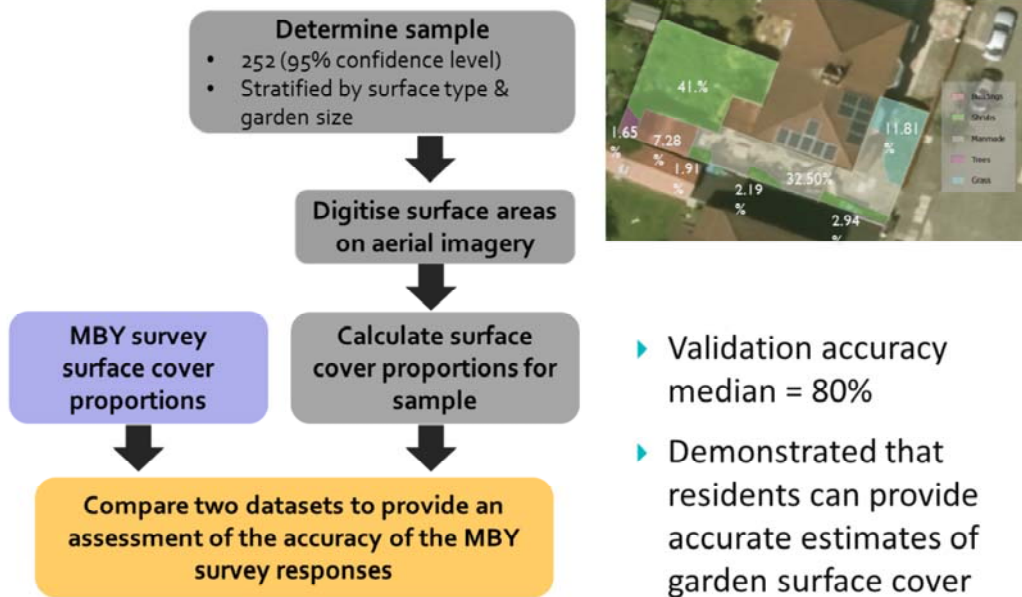 Determine sample
• 252 (95% confidence level)
• Stratified by surface type &
garden size
Digitise surface areas
on aerial imagery
MBY survey
surface cover
proportions
Calculate surface
cover proportions for
sample
Compare two datasets to provide an
assessment of the accuracy of the MBY
survey responses
41.%
1.65
%
7.28
%
1.91
%
2.19
%
32.50%
2.94
%
11.81
%
Buildings
Shrubs
Manmade
Trees
Grass
Validation accuracy
median = 80%
Demonstrated that
residents can provide
accurate estimates of
garden surface cover